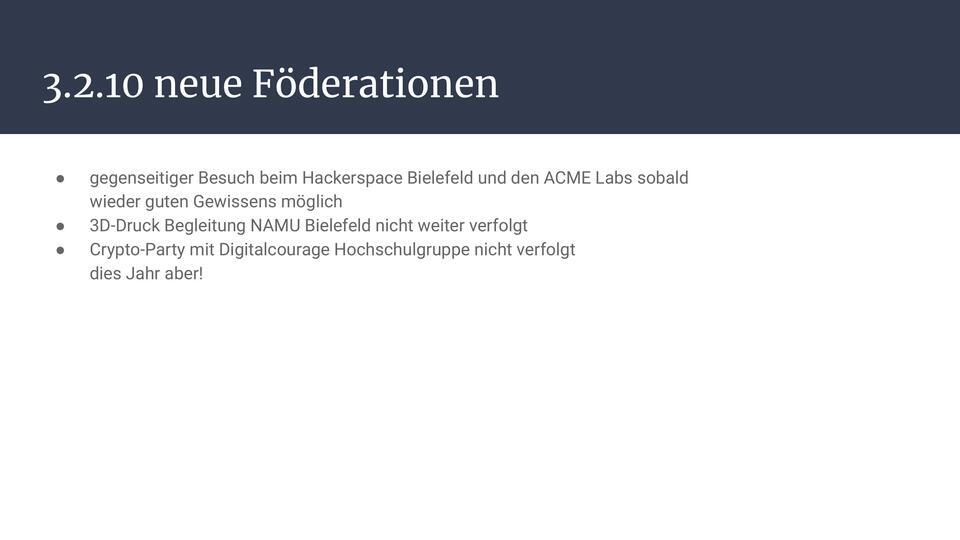 3.2.10 neue Föderationen
● gegenseitiger Besuch beim Hackerspace Bielefeld und den ACME Labs sobald
wieder guten Gewissens möglich
● 3D-Druck Begleitung NAMU Bielefeld nicht weiter verfolgt
● Crypto-Party mit Digitalcourage Hochschulgruppe nicht verfolgt
dies Jahr aber!